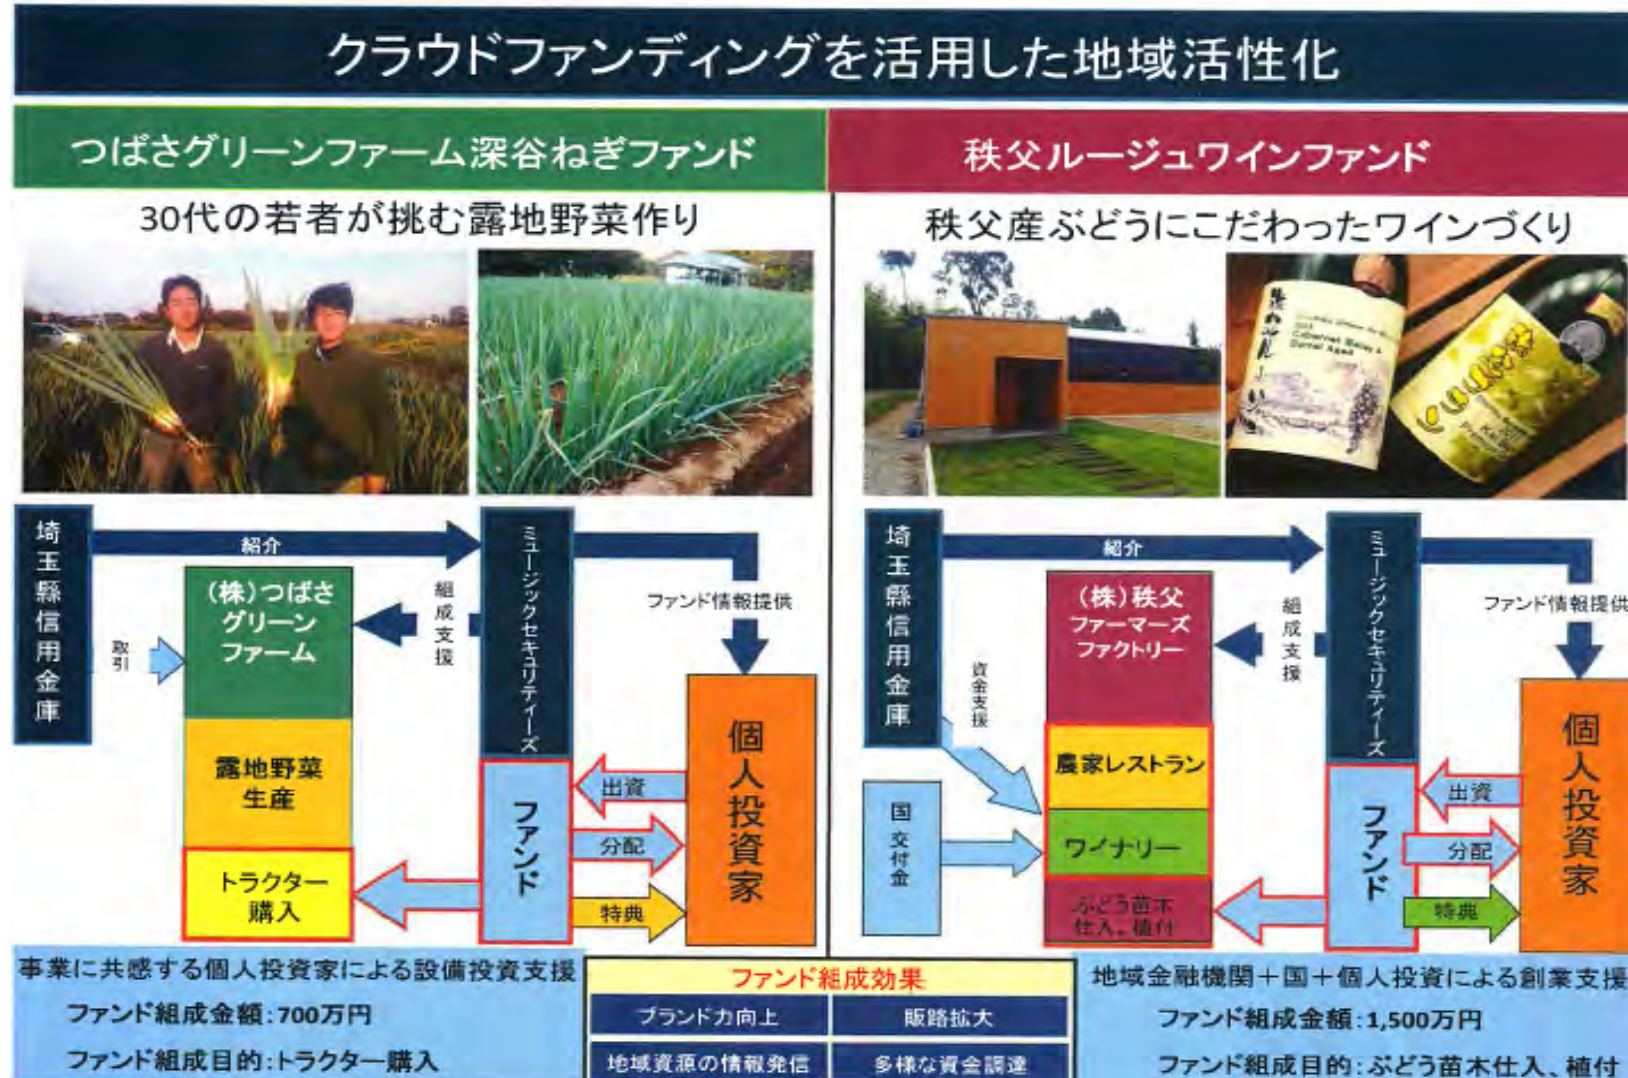 クラウドファンディングを活用した地域活性化
つばさグリーンファーム深谷ねぎファンド
30代の若者が挑む露地野菜作り
埼玉縣信用金庫
紹介
ミュージックセキュリティーズ
(株)つばさ
グリーン
ファーム
組成支援
ファンド情報提供
取引
露地野菜
生産
トラクター
購入
ファンド
出資
分配
特典
個人投資家
事業に共感する個人投資家による設備投資支援
ファンド組成金額:700万円
ファンド組成目的:トラクター購入
秩父ルージュワインファンド
秩父産ぶどうにこだわったワインづくり
Cabernet
埼玉縣信用金庫
紹介
ミュージックセキュリティーズ
(株)秩父
ファーマーズ
ファクトリー
組成支援
ファンド情報提供
資金支援
農家レストラン
国
交付金
ワイナリー
ぶどう苗木
仕入、植付
ファンド
出資
分配
特典
個人投資家
地域金融機関+国+個人投資による創業支援
ファンド組成金額:1,500万円
ファンド組成目的:ぶどう苗木仕入、植付
ファンド組成効果
ブランド力向上
販路拡大
地域資源の情報発信
多様な資金調達